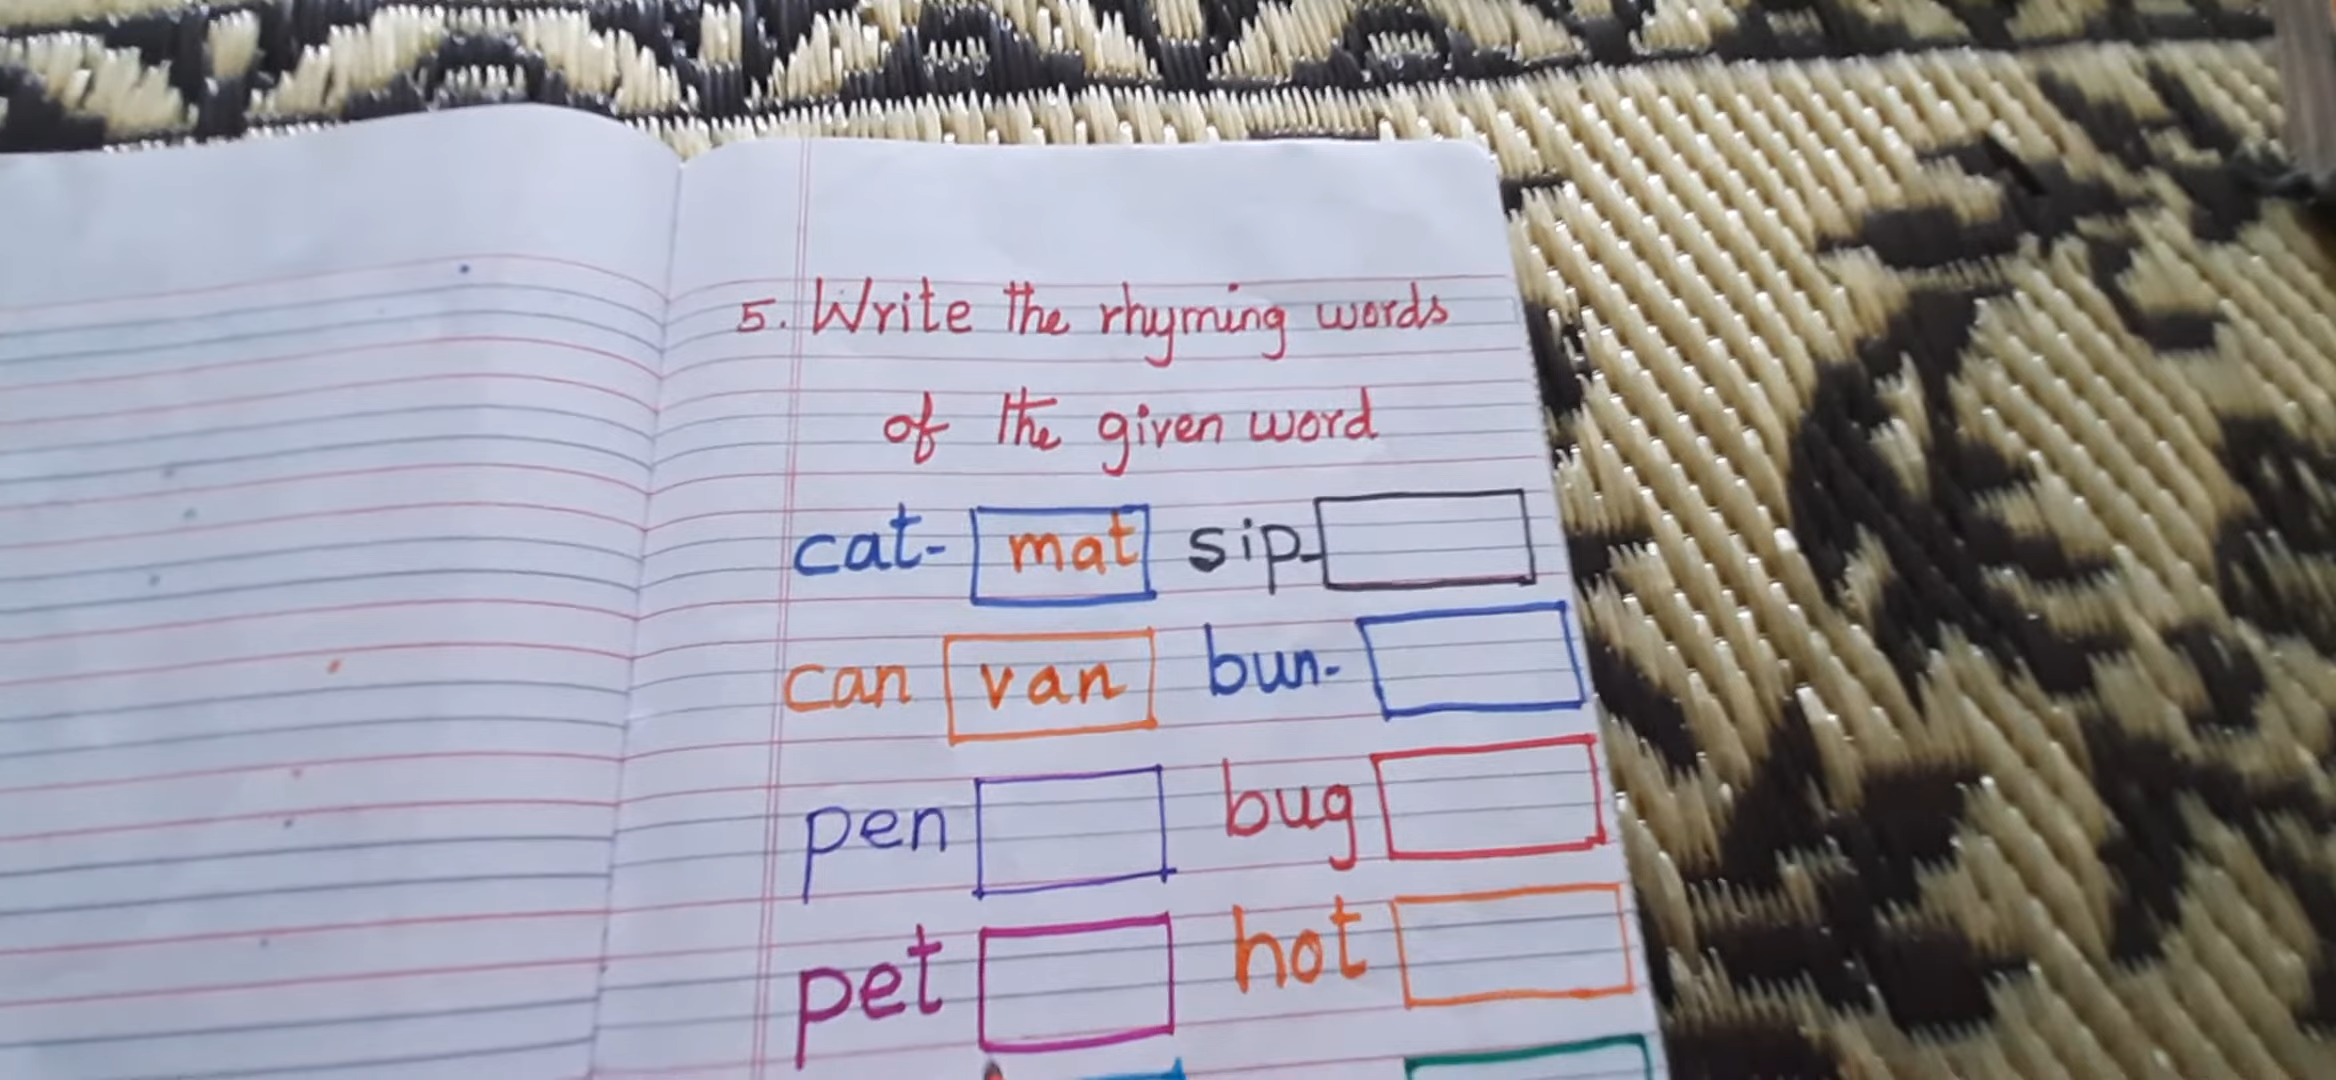 5. Write the rhyming words
of the given word
cat- mat sip-
can van bun-
pen bug
pet hot